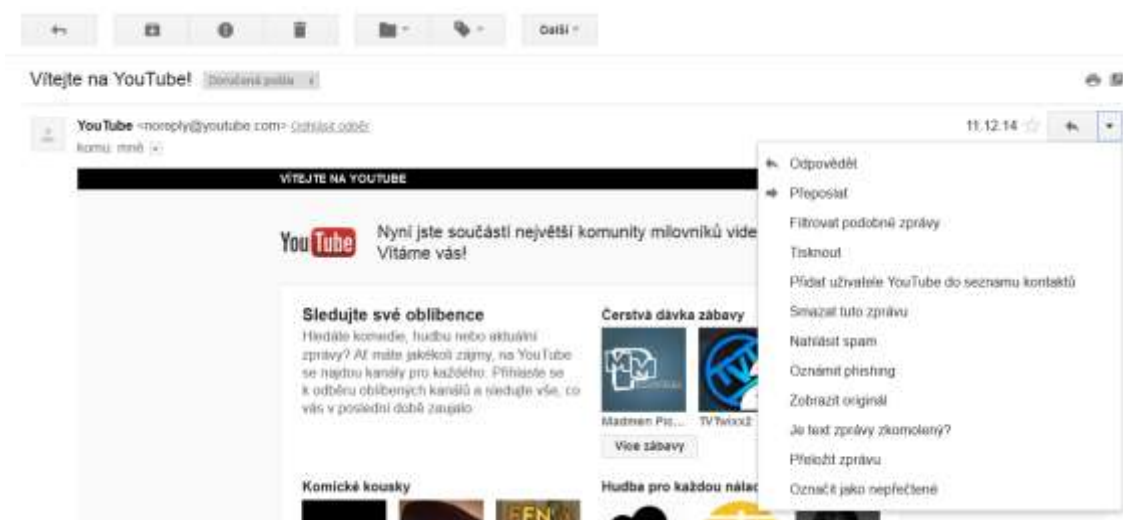 Další
Vítejte na YouTube! Doručená pošta x
YouTube <noreply@youtube.com> Odhlásit odběr
11.12.14
komu: mně
VÍTEJTE NA YOUTUBE
You Tube
Nyní jste součástí největší komunity milovníků vide
Vítáme vás!
Sledujte své oblíbence
Hledáte komedie, hudbu nebo aktuální
zprávy? Ať máte jakékoli zájmy, na YouTube
se najdou kanály pro každého. Přihlaste se
k odběru oblíbených kanálů a sledujte vše, co
vás v poslední době zaujalo.
Čerstvá dávka zábavy
Madmen Pic...
TVTwixx2
Více zábavy
Komické kousky
Hudba pro každou nálad
Odpovědět
Přeposlat
Filtrovat podobné zprávy
Tisknout
Přidat uživatele YouTube do seznamu kontaktů
Smazat tuto zprávu
Nahlásit spam
Oznámit phishing
Zobrazit originál
Je text zprávy zkomolený?
Přeložit zprávu
Označit jako nepřečtené